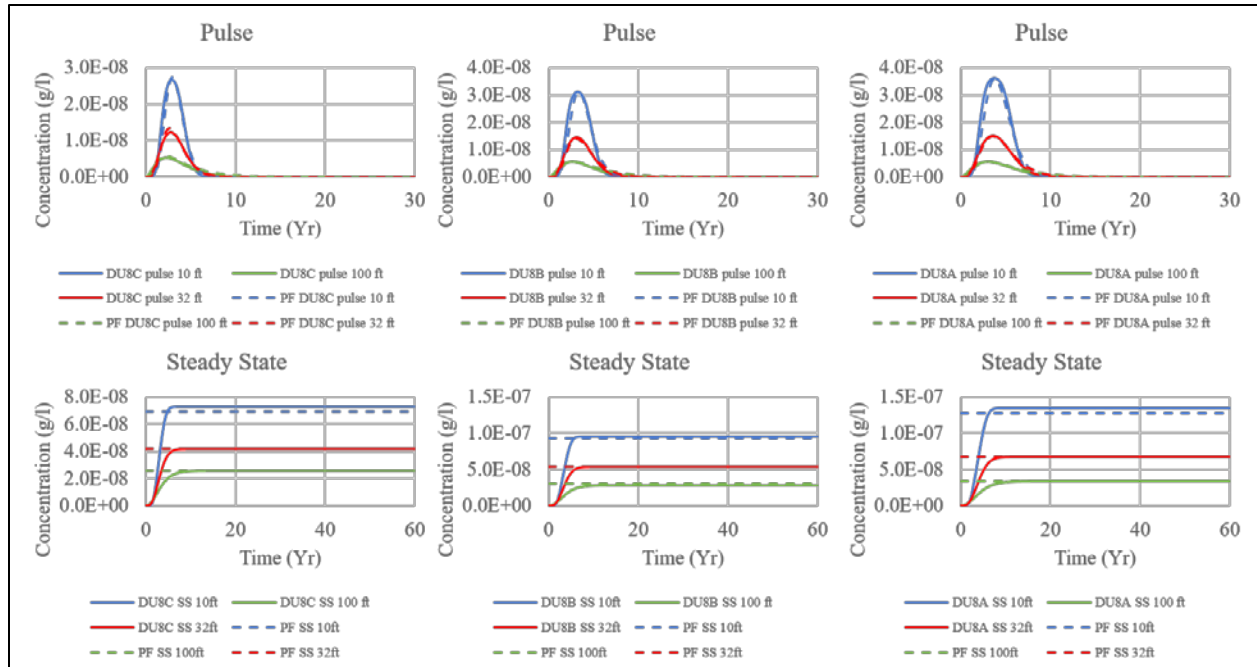 Pulse
Concentration (g/l)
3.0E-08
2.0E-08
1.0E-08
0.0E+00
0 10 20 30
Time (Yr)
DU8C pulse 10 ft DU8C pulse 100 ft
DU8C pulse 32 ft PF DU8C pulse 10 ft
PF DU8C pulse 100 ft PF DU8C pulse 32 ft
Pulse
Concentration (g/l)
4.0E-08
3.0E-08
2.0E-08
1.0E-08
0.0E+00
0 10 20 30
Time (Yr)
DU8B pulse 10 ft DU8B pulse 100 ft
DU8B pulse 32 ft PF DU8B pulse 10 ft
PF DU8B pulse 100 ft PF DU8B pulse 32 ft
Pulse
Concentration (g/l)
4.0E-08
3.0E-08
2.0E-08
1.0E-08
0.0E+00
0 10 20 30
Time (Yr)
DU8A pulse 10 ft DU8A pulse 100 ft
DU8A pulse 32 ft PF DU8A pulse 10 ft
PF DU8A pulse 100 ft PF DU8A pulse 32 ft
Steady State
Concentration (g/l)
8.0E-08
6.0E-08
4.0E-08
2.0E-08
0.0E+00
0 20 40 60
Time (Yr)
DU8C SS 10ft DU8C SS 100 ft
DU8C SS 32ft PF SS 10ft
PF SS 100ft PF SS 32ft
Steady State
Concentration (g/l)
1.5E-07
1.0E-07
5.0E-08
0.0E+00
0 20 40 60
Time (Yr)
DU8B SS 10ft DU8B SS 100 ft
DU8B SS 32ft PF SS 10ft
PF SS 100ft PF SS 32ft
Steady State
Concentration (g/l)
1.5E-07
1.0E-07
5.0E-08
0.0E+00
0 20 40 60
Time (Yr)
DU8A SS 10ft DU8A SS 100 ft
DU8A SS 32ft PF SS 10ft
PF SS 100ft PF SS 32ft